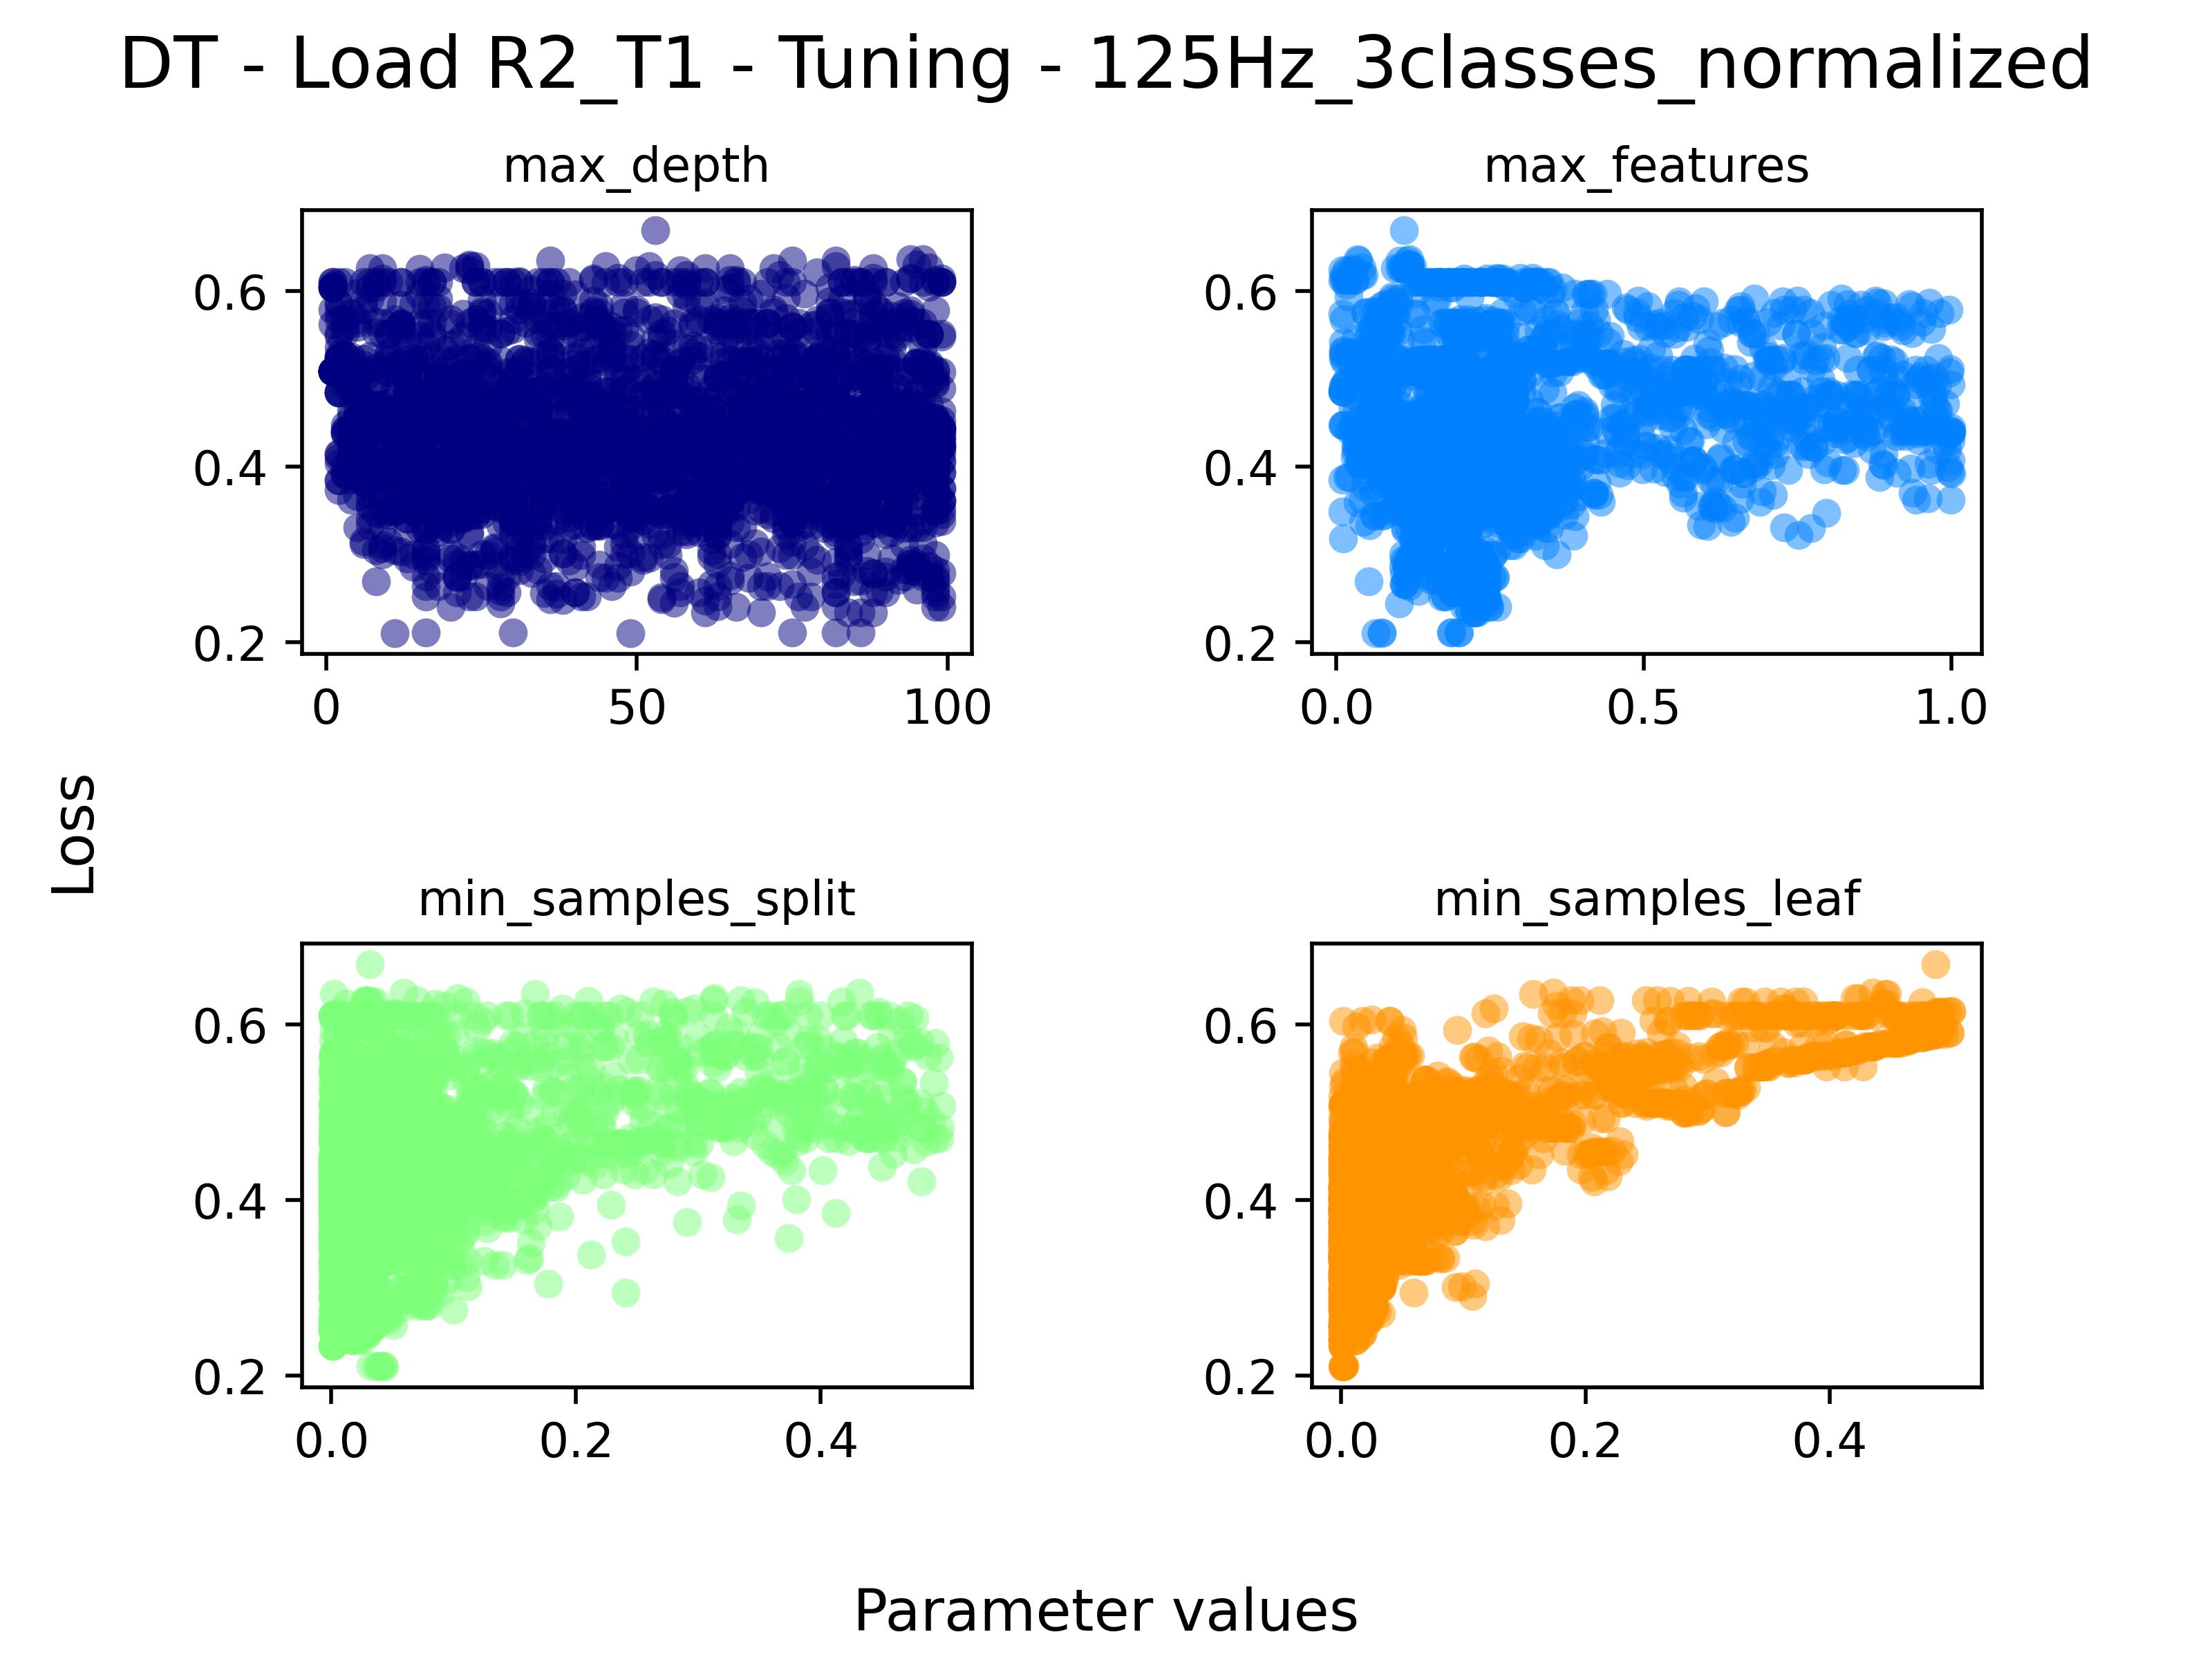 DT - Load R2_T1 - Tuning - 125Hz_3classes_normalized
max_depth
max_features
0.6
0.4
0.2
0 50 100
0.6
0.4
0.2
0.0 0.5 1.0
Loss
min_samples_split
min_samples_leaf
0.6
0.4
0.2
0.0 0.2 0.4
0.6
0.4
0.2
0.0 0.2 0.4
Parameter values